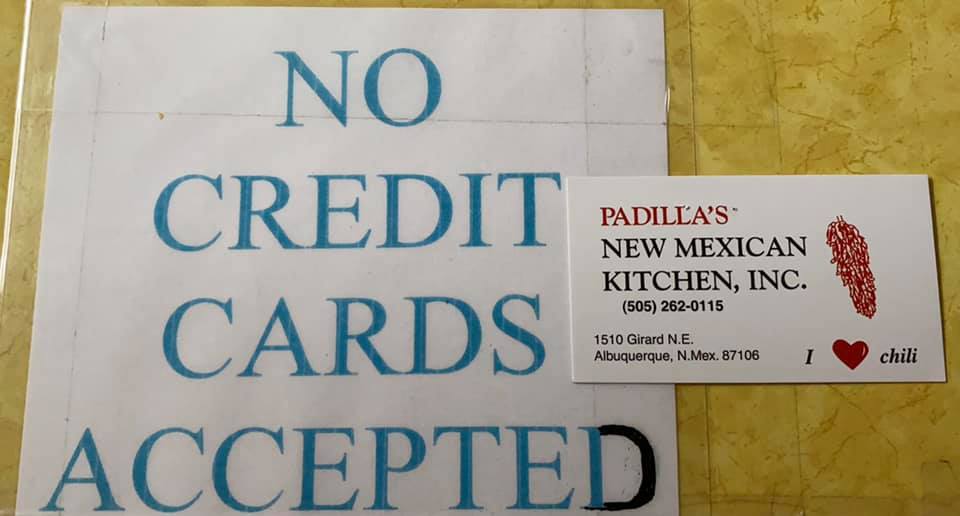 NO
CREDIT
CARDS
ACCEPTED
PADILLA'S
NEW MEXICAN
KITCHEN, INC.
(505) 262-0115
1510 Girard N.E.
Albuquerque, N.Mex. 87106
I ❤ chili